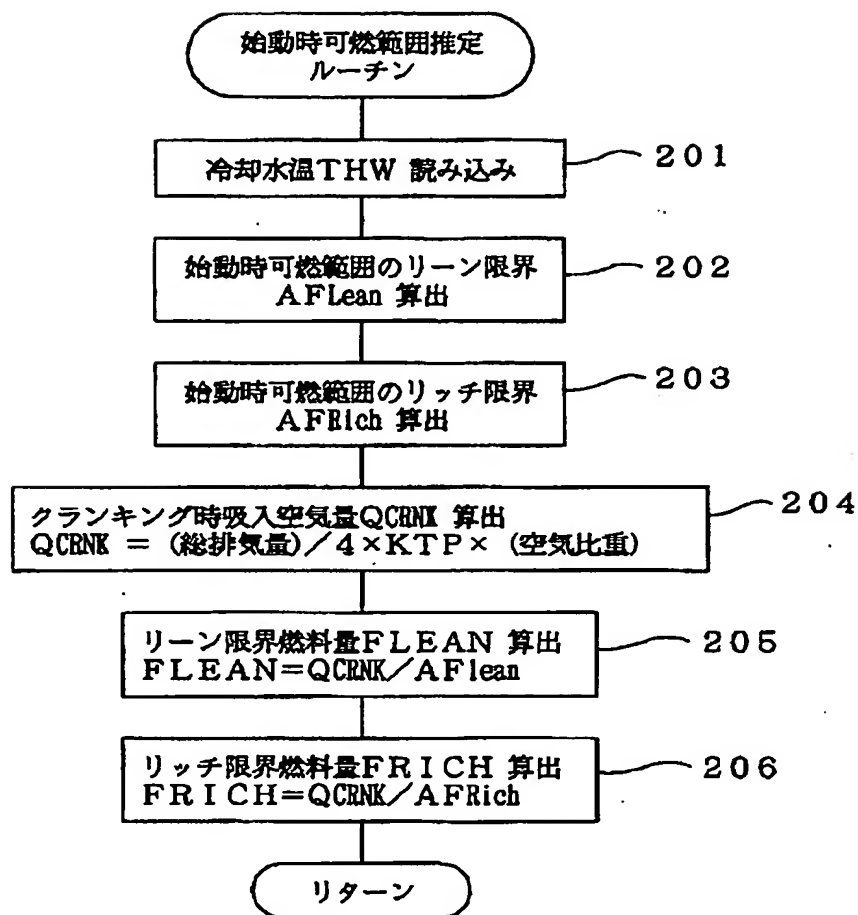 始動時可燃範囲推定
ルーチン
冷却水温THW 読み込み
201
始動時可燃範囲のリーン限界
AFLean 算出
202
始動時可燃範囲のリッチ限界
AFRich 算出
203
クランキング時吸入空気量QCRNK 算出
QCRNK = (総排気量)/4×KTP× (空気比重)
204
リーン限界燃料量FLEAN 算出
FLEAN=QCRNK/AFlean
205
リッチ限界燃料量FRICH 算出
FRICH=QCRNK/AFRich
206
リターン